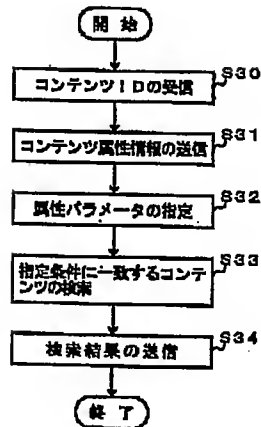 開始
コンテンツIDの受信
S30
コンテンツ属性情報の送信
S31
属性パラメータの指定
S32
指定条件に一致するコンテ
ンツの検索
S33
検索結果の送信
S34
終了